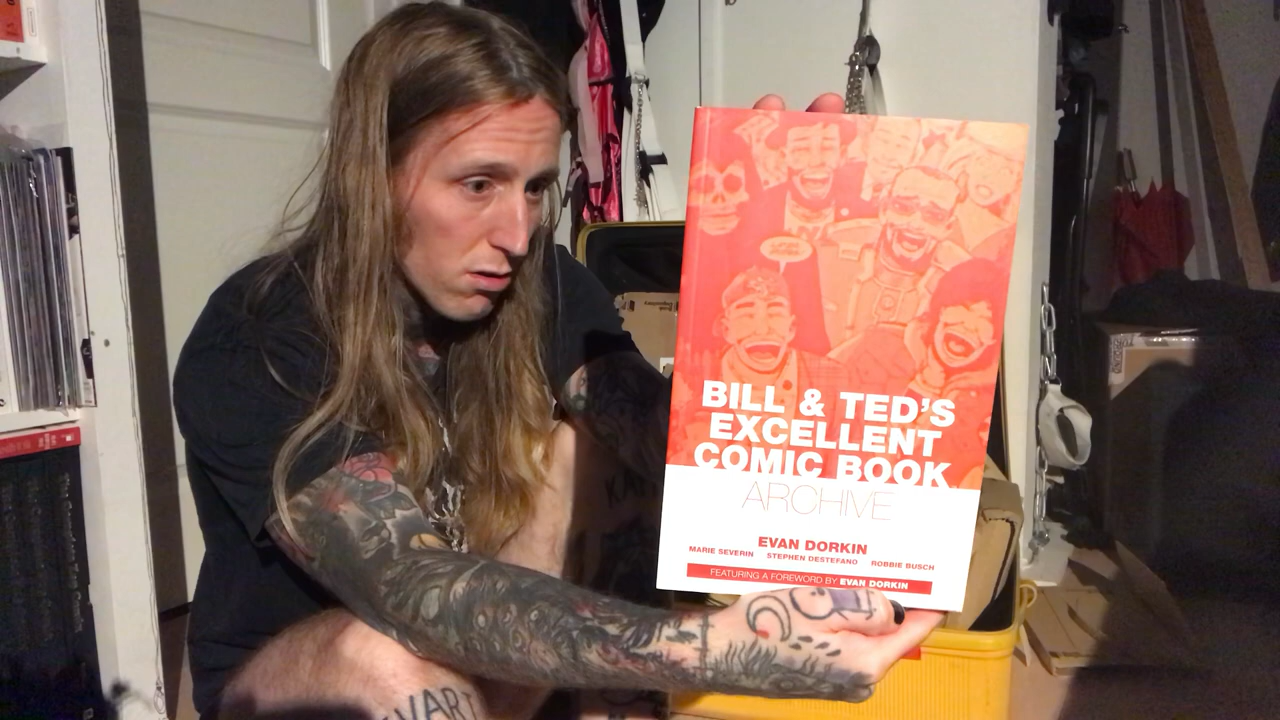 BILL & TED'S
EXCELLENT
COMIC BOOK
ARCHIVE
EVAN DORKIN
MARIE SEVERIN STEPHEN DESTEFANO ROBBIE BUSCH
FEATURING A FOREWORD BY EVAN DORKIN